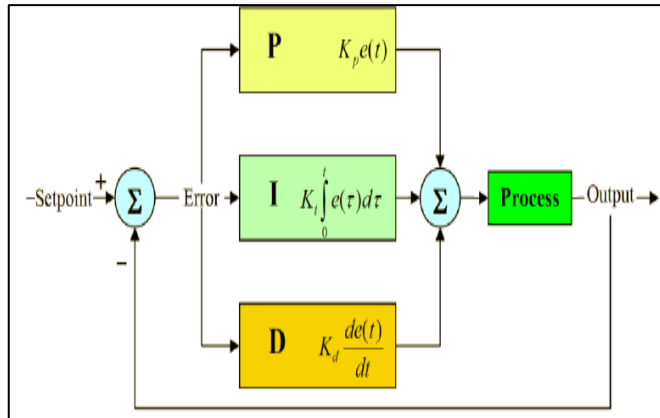 P K_p e(t)
–Setpoint + Σ Error I K_i ∫_0^t e(τ)dτ Σ Process Output
–
D K_d de(t)/dt